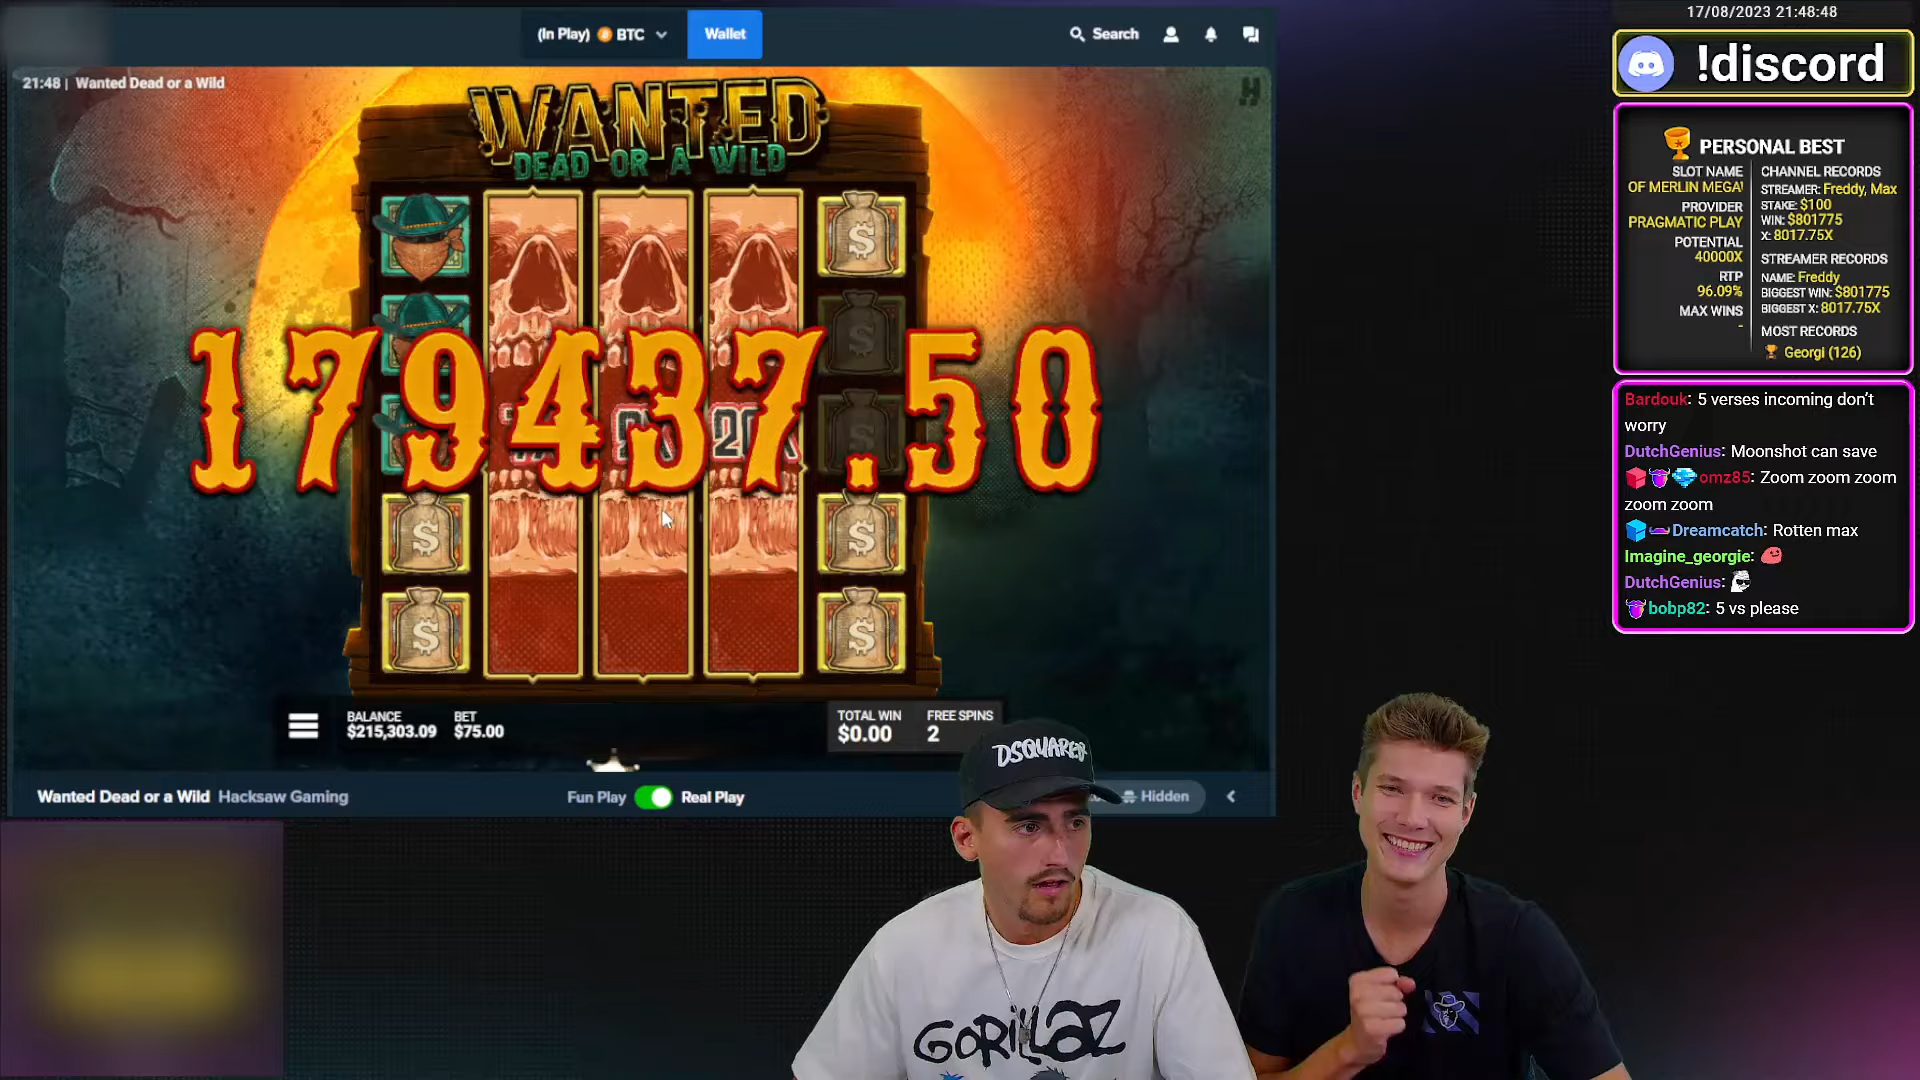 17/08/2023 21:48:48
(In Play) BTC
Wallet
Search
!discord
21:48 | Wanted Dead or a Wild
WANTED
DEAD OR A WILD
179437.50
BALANCE
$215,303.09
BET
$75.00
TOTAL WIN
$0.00
FREE SPINS
2
Wanted Dead or a Wild Hacksaw Gaming
Fun Play
Real Play
Hidden
PERSONAL BEST
SLOT NAME
OF MERLIN MEGA
PROVIDER
PRAGMATIC PLAY
POTENTIAL
40000X
RTP
96.09%
MAX WINS
-
CHANNEL RECORDS
STREAMER: Freddy, Max
STAKE: $100
WIN: $801775
X: 8017.75X
STREAMER RECORDS
NAME: Freddy
BIGGEST WIN: $801775
BIGGEST X: 8017.75X
MOST RECORDS
Georgi (126)
Bardouk: 5 verses incoming don't
worry
DutchGenius: Moonshot can save
omz85: Zoom zoom zoom
zoom zoom
Dreamcatch: Rotten max
Imagine_georgie:
DutchGenius:
bobp82: 5 vs please
DSQUARED
GORILLAZ